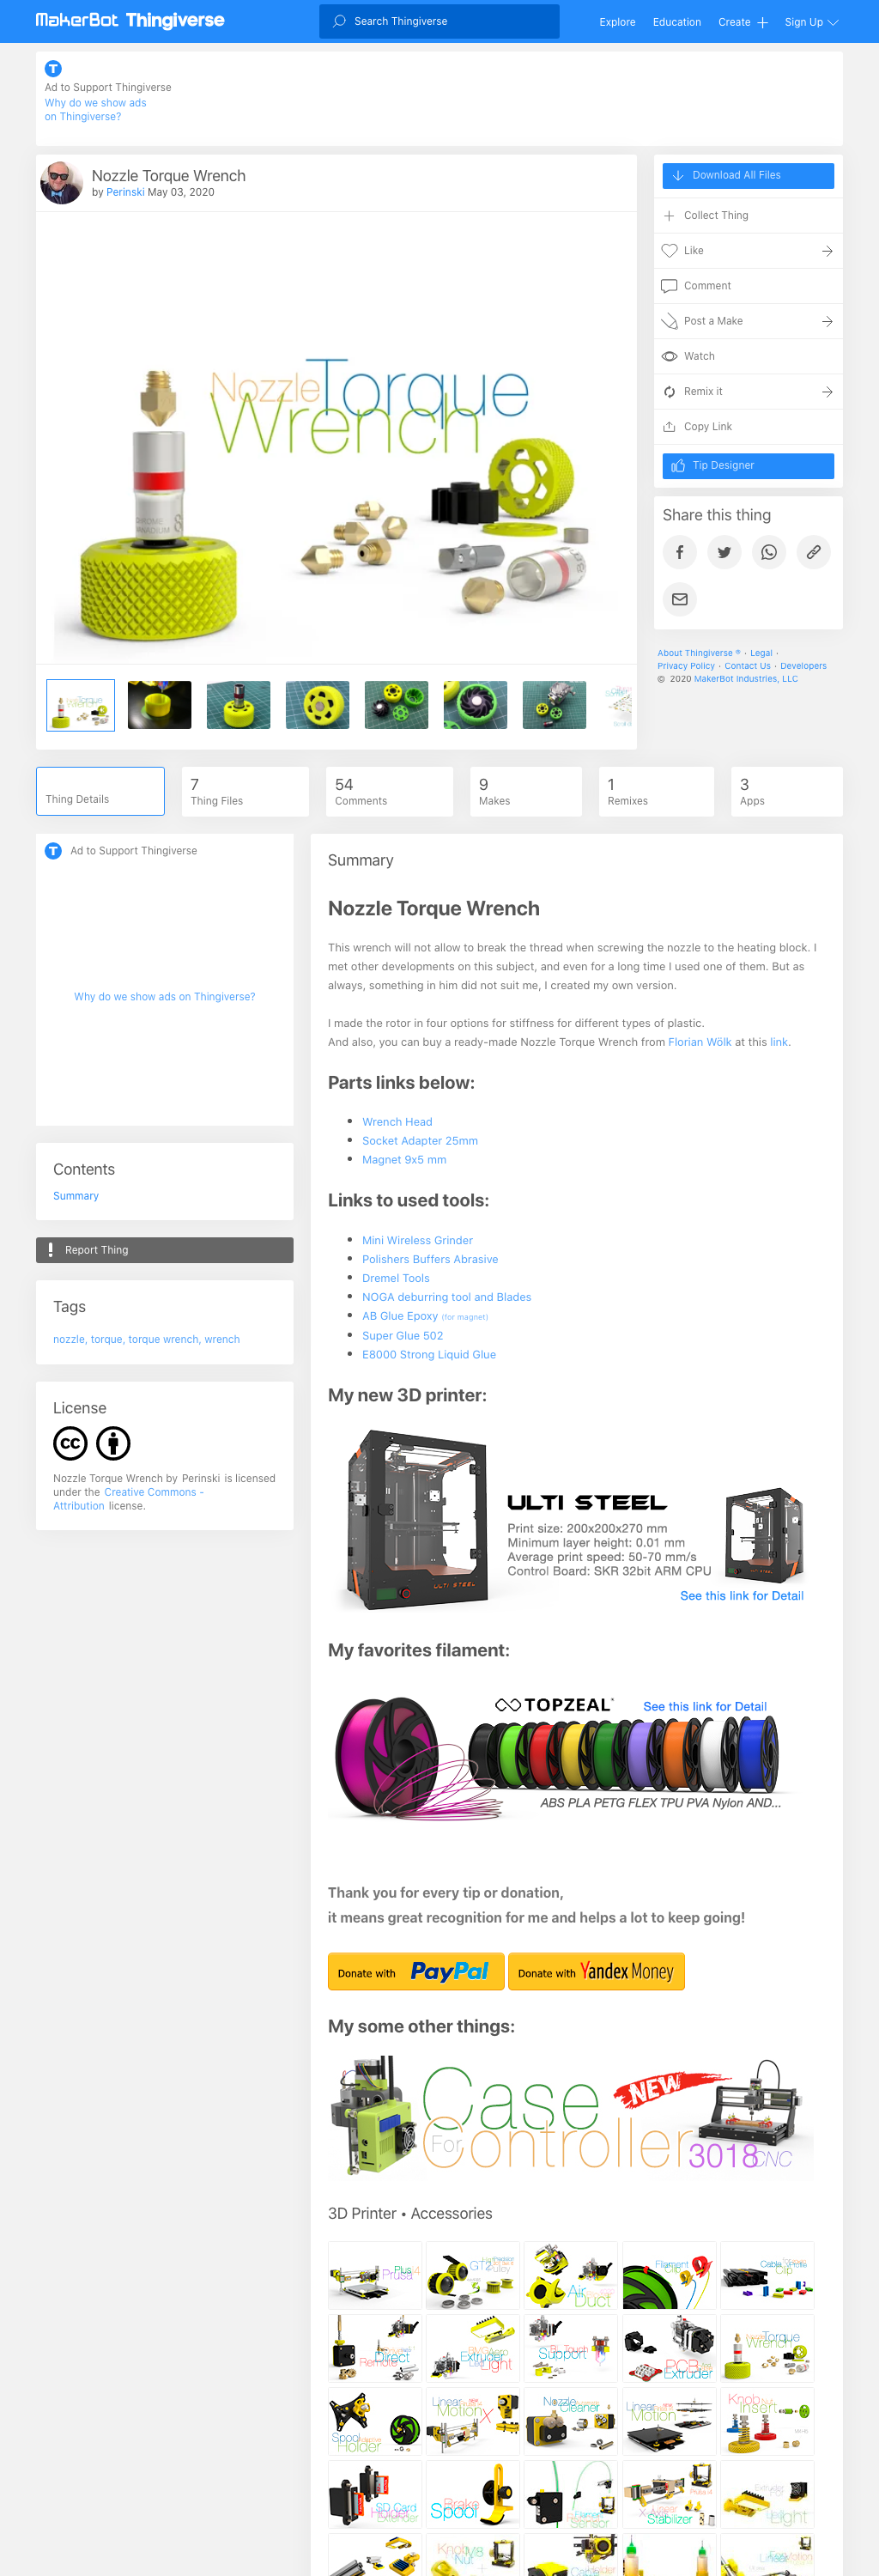 MakerBot Thingiverse
Search Thingiverse
Explore
Education
Create
Sign Up
Ad to Support Thingiverse
Why do we show ads
on Thingiverse?
Nozzle Torque Wrench
by Perinski May 03, 2020
Nozzle Torque
Wrench
Download All Files
Collect Thing
Like
Comment
Post a Make
Watch
Remix it
Copy Link
Tip Designer
Share this thing
About Thingiverse ® · Legal ·
Privacy Policy · Contact Us · Developers
© 2020 MakerBot Industries, LLC
Thing Details
7
Thing Files
54
Comments
9
Makes
1
Remixes
3
Apps
Ad to Support Thingiverse
Why do we show ads on Thingiverse?
Contents
Summary
Report Thing
Tags
nozzle, torque, torque wrench, wrench
License
Nozzle Torque Wrench by Perinski is licensed
under the Creative Commons -
Attribution license.
Summary
Nozzle Torque Wrench
This wrench will not allow to break the thread when screwing the nozzle to the heating block. I
met other developments on this subject, and even for a long time I used one of them. But as
always, something in him did not suit me, I created my own version.
I made the rotor in four options for stiffness for different types of plastic.
And also, you can buy a ready-made Nozzle Torque Wrench from Florian Wölk at this link.
Parts links below:
Wrench Head
Socket Adapter 25mm
Magnet 9x5 mm
Links to used tools:
Mini Wireless Grinder
Polishers Buffers Abrasive
Dremel Tools
NOGA deburring tool and Blades
AB Glue Epoxy (for magnet)
Super Glue 502
E8000 Strong Liquid Glue
My new 3D printer:
ULTI STEEL
Print size: 200x200x270 mm
Minimum layer height: 0.01 mm
Average print speed: 50-70 mm/s
Control Board: SKR 32bit ARM CPU
See this link for Detail
ULTI STEEL
My favorites filament:
TOPZEAL
See this link for Detail
ABS PLA PETG FLEX TPU PVA Nylon AND...
Thank you for every tip or donation,
it means great recognition for me and helps a lot to keep going!
Donate with PayPal
Donate with Yandex Money
My some other things:
Case
NEW
For
Controller
3018 CNC
3D Printer • Accessories
Plus
Prusa i4
GT2
Pulley
Air
Duct
Filament
Clip
Cable
Clip
Direct
Remote
Extruder
Light
BL Touch
Support
PCB
Extruder
Torque
Wrench
Spool
Holder
Linear
Motion
X
Nozzle
Cleaner
Linear
Motion
Knob
Insert
SD Card
Holder
Extender
Brake
Spool
Filament
Sensor
X-Axis
Stabilizer
Light
Knob
M8
Nut
Cable
Linear